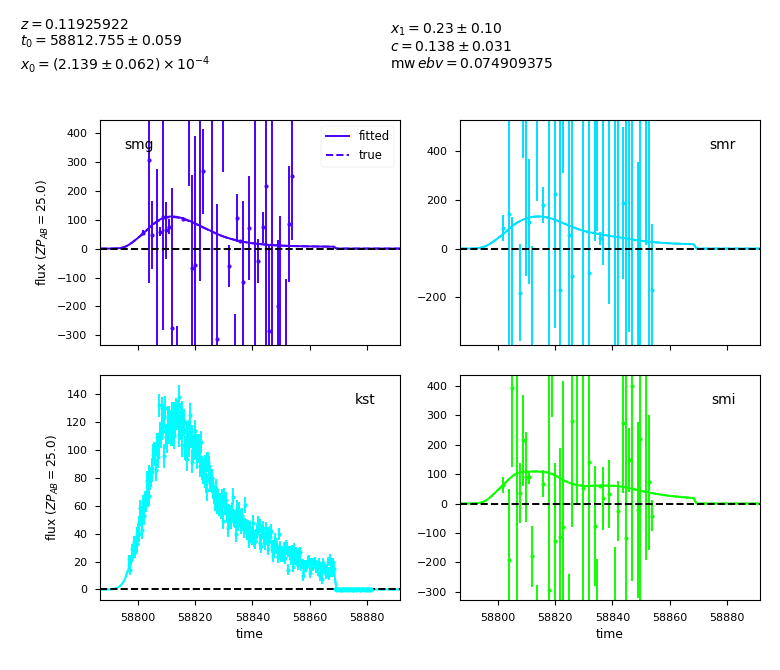 z = 0.11925922
t₀ = 58812.755 ± 0.059
x₀ = (2.139 ± 0.062) × 10⁻⁴
x₁ = 0.23 ± 0.10
c = 0.138 ± 0.031
mw ebv = 0.074909375
smg
fitted
true
400
300
200
100
0
−100
−200
−300
flux (ZP_AB = 25.0)
smr
400
200
0
−200
kst
140
120
100
80
60
40
20
0
flux (ZP_AB = 25.0)
58800 58820 58840 58860 58880
time
smi
400
300
200
100
0
−100
−200
−300
58800 58820 58840 58860 58880
time